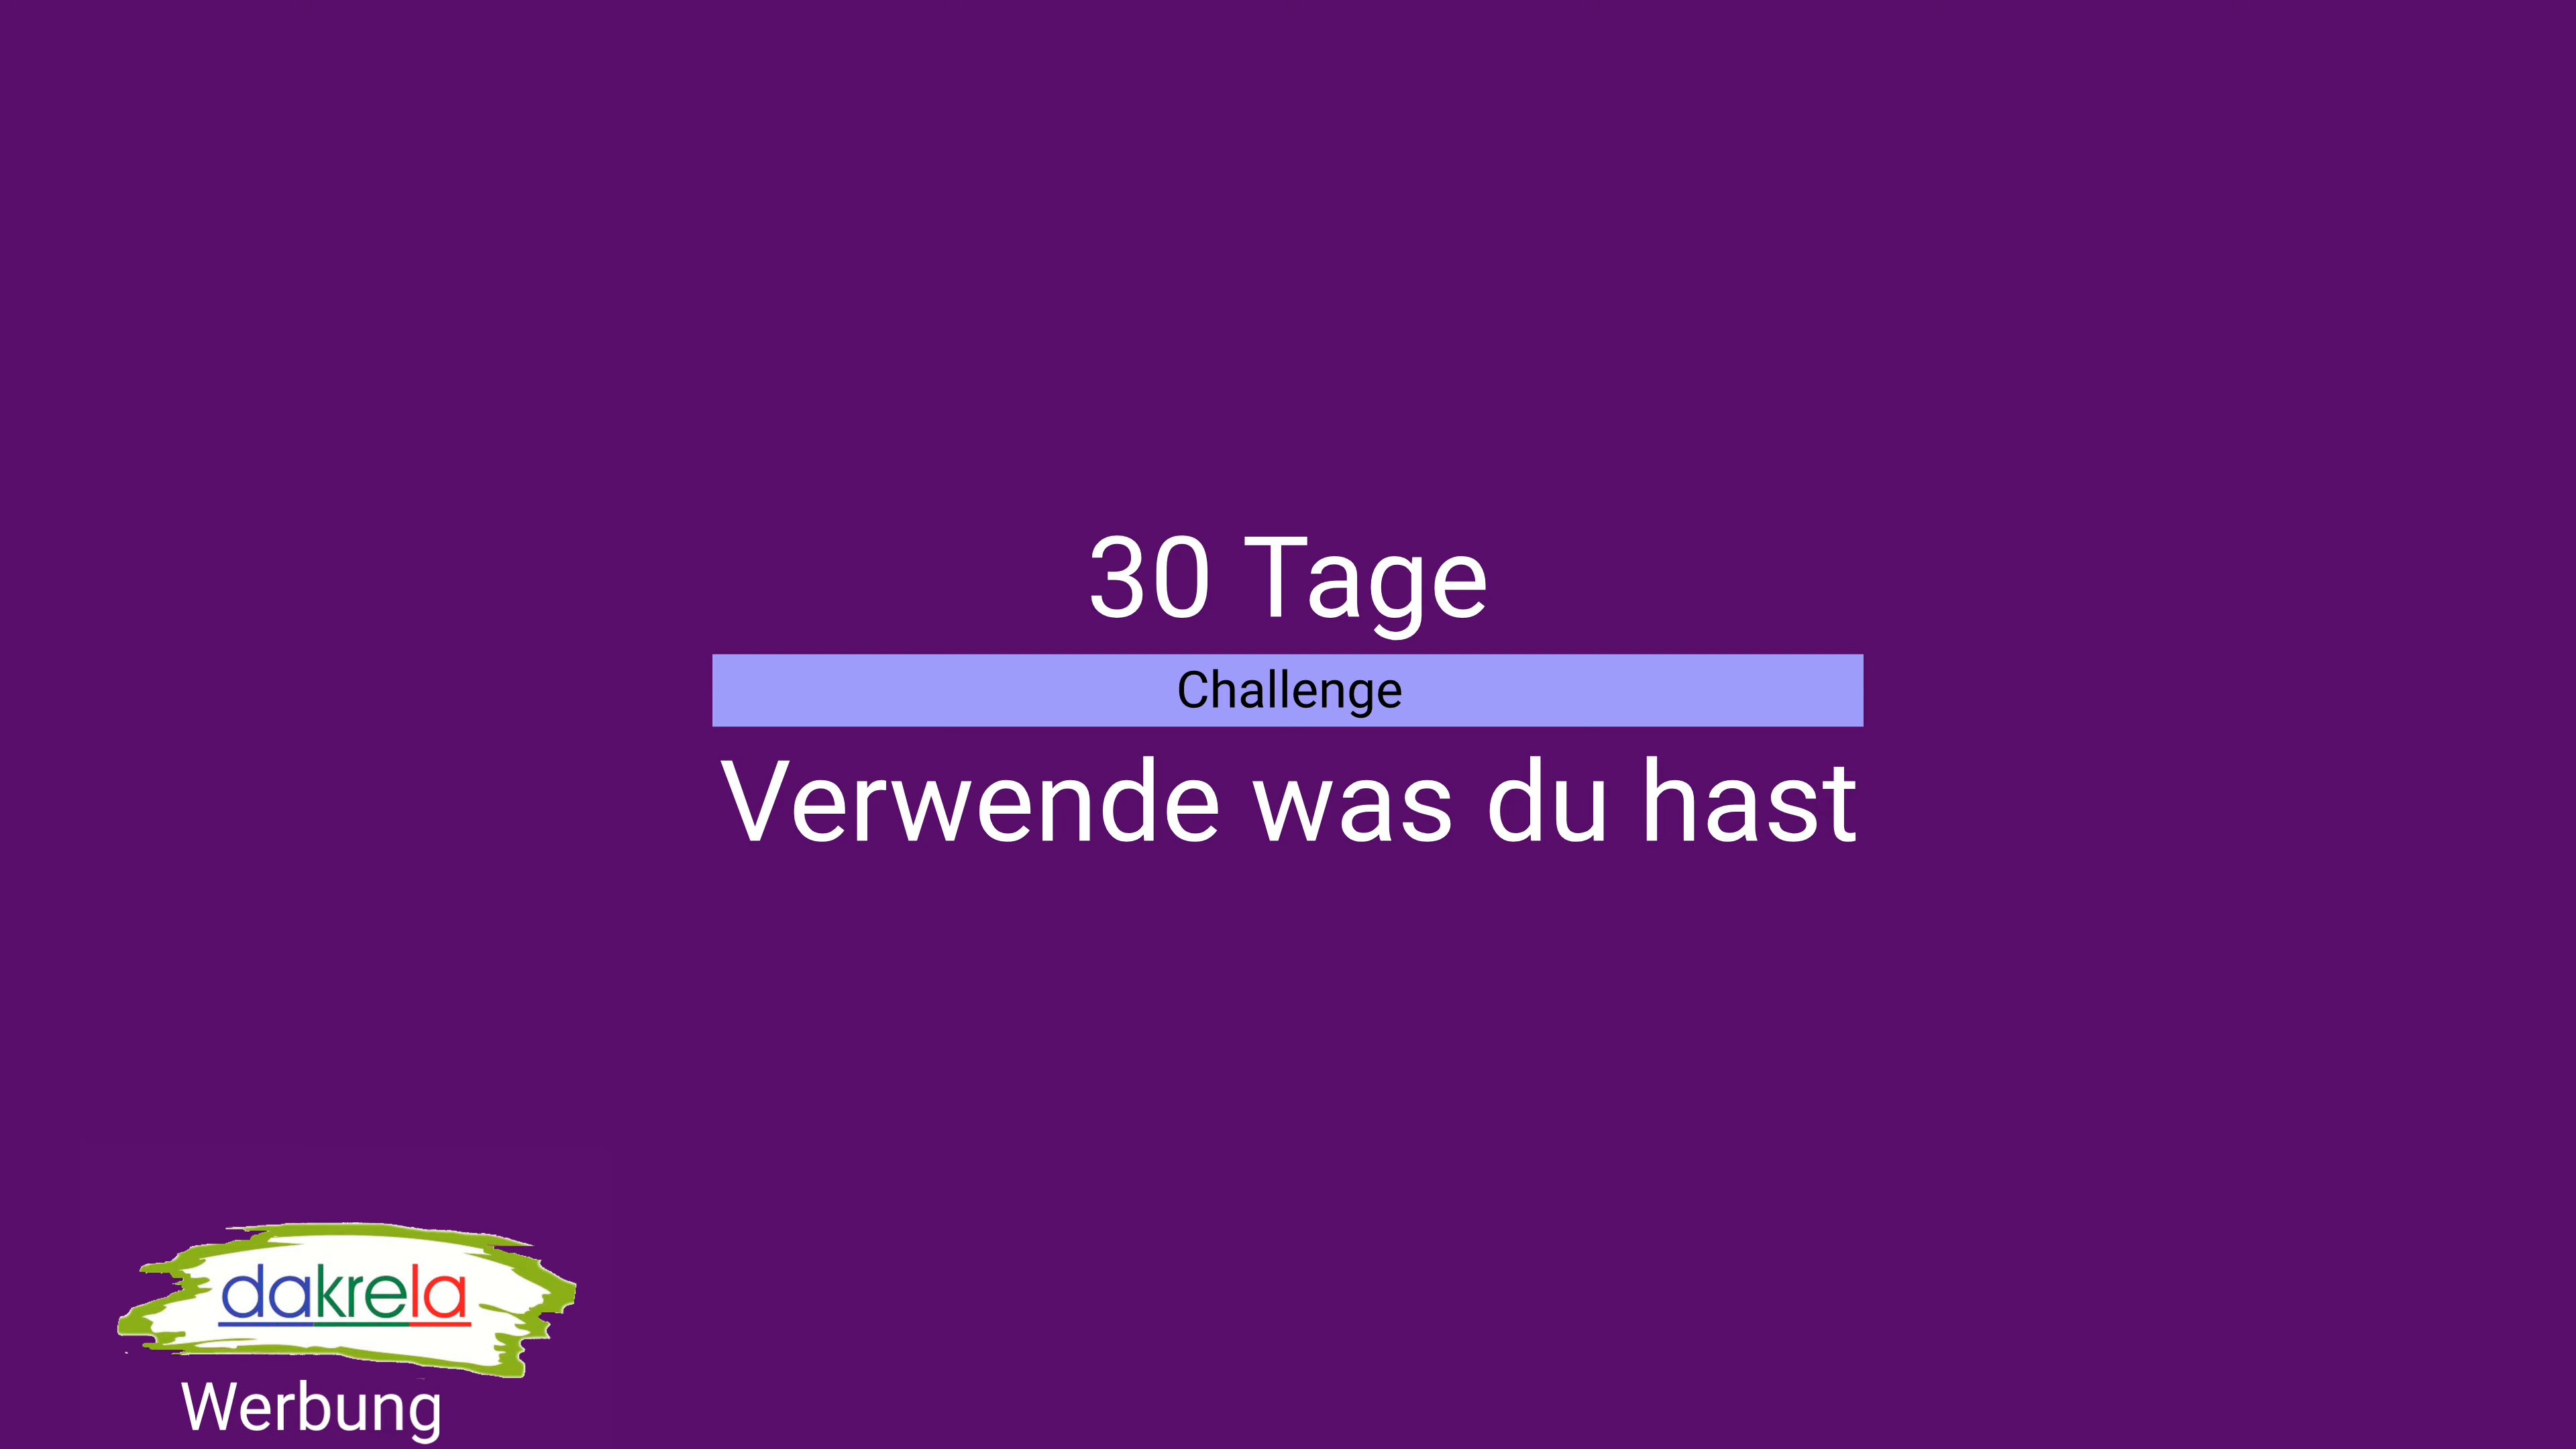 30 Tage
Challenge
Verwende was du hast
dakrela
Werbung